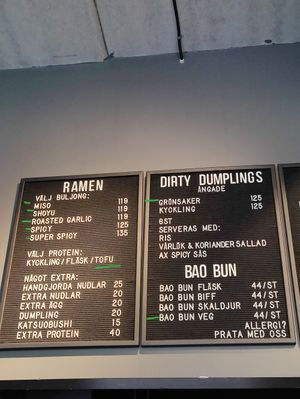 RAMEN
VÄLJ BULJONG:
MISO 119
SHOYU 119
ROASTED GARLIC 119
SPICY 125
SUPER SPICY 135
VÄLJ PROTEIN:
KYCKLING/FLÄSK/TOFU
NÅGOT EXTRA:
HANDGJORDA NUDLAR 25
EXTRA NUDLAR 20
EXTRA ÄGG 20
DUMPLING 20
KATSUOBUSHI 15
EXTRA PROTEIN 40
DIRTY DUMPLINGS
ÅNGADE
GRÖNSAKER 125
KYCKLING 125
6ST
SERVERAS MED:
RIS
VÅRLÖK & KORIANDERSALLAD
AX SPICY SÅS
BAO BUN
BAO BUN FLÄSK 44/ST
BAO BUN BIFF 44/ST
BAO BUN SKALDJUR 44/ST
BAO BUN VEG 44/ST
ALLERGI?
PRATA MED OSS